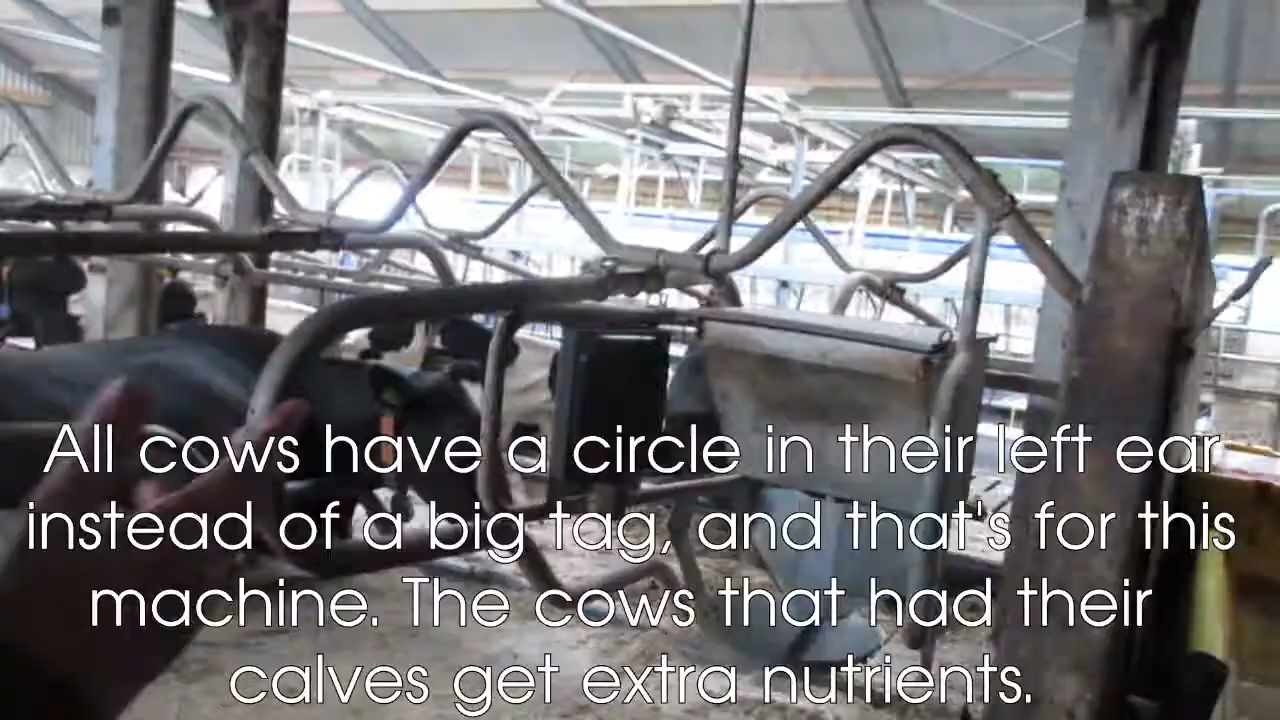 All cows have a circle in their left ear
instead of a big tag, and that's for this
machine. The cows that had their
calves get extra nutrients.